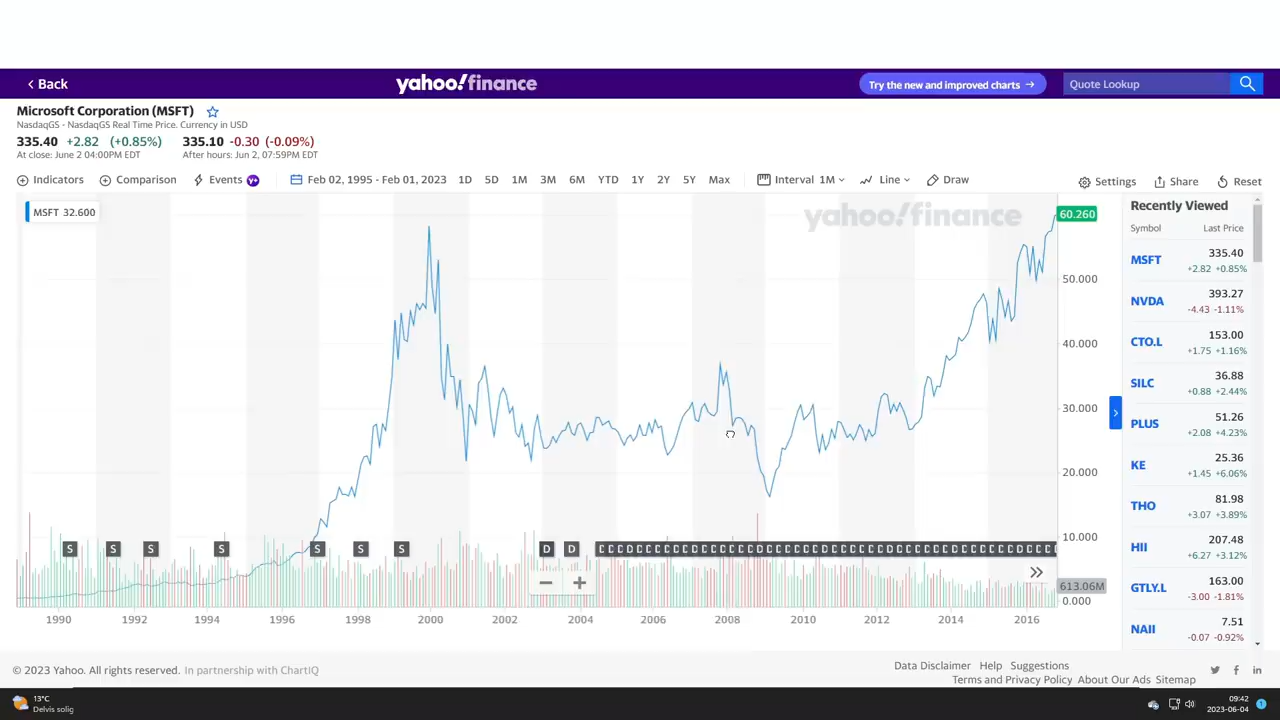 Back
yahoo!finance
Try the new and improved charts →
Quote Lookup
Microsoft Corporation (MSFT)
NasdaqGS - NasdaqGS Real Time Price. Currency in USD
335.40 +2.82 (+0.85%) 335.10 -0.30 (-0.09%)
At close: June 2 04:00PM EDT After hours: Jun 2, 07:59PM EDT
Indicators Comparison Events Y+ Feb 02, 1995 - Feb 01, 2023 1D 5D 1M 3M 6M YTD 1Y 2Y 5Y Max Interval 1M Line Draw Settings Share Reset
MSFT 32.600
yahoo!finance
60.260
50.000
40.000
30.000
20.000
10.000
613.06M
0.000
S S S S S S S D D D D D D D D D D D D D D D D D D D D D D D D D D D D D D D D D D D D D D D D D D D D D D D D
1990 1992 1994 1996 1998 2000 2002 2004 2006 2008 2010 2012 2014 2016
Recently Viewed
Symbol Last Price
MSFT 335.40
+2.82 +0.85%
NVDA 393.27
-4.43 -1.11%
CTO.L 153.00
+1.75 +1.16%
SILC 36.88
+0.88 +2.44%
PLUS 51.26
+2.08 +4.23%
KE 25.36
+1.45 +6.06%
THO 81.98
+3.07 +3.89%
HII 207.48
+6.27 +3.12%
GTLY.L 163.00
-3.00 -1.81%
NAII 7.51
-0.07 -0.92%
© 2023 Yahoo. All rights reserved. In partnership with ChartIQ
Data Disclaimer Help Suggestions
Terms and Privacy Policy About Our Ads Sitemap
13°C
Delvis solig
09:42
2023-06-04
1